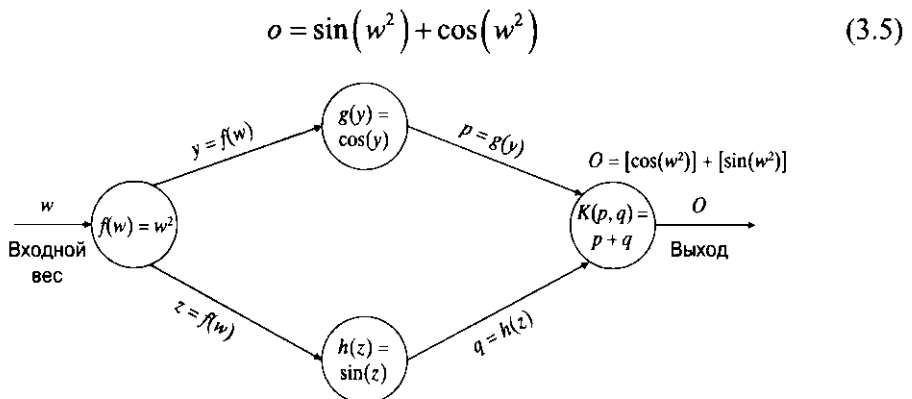 o = sin(w²) + cos(w²) (3.5)
y = f(w)
g(y) =
cos(y)
p = g(y)
O = [cos(w²)] + [sin(w²)]
w
Входной
вес
f(w) = w²
K(p, q) =
p + q
O
Выход
z = f(w)
h(z) =
sin(z)
q = h(z)